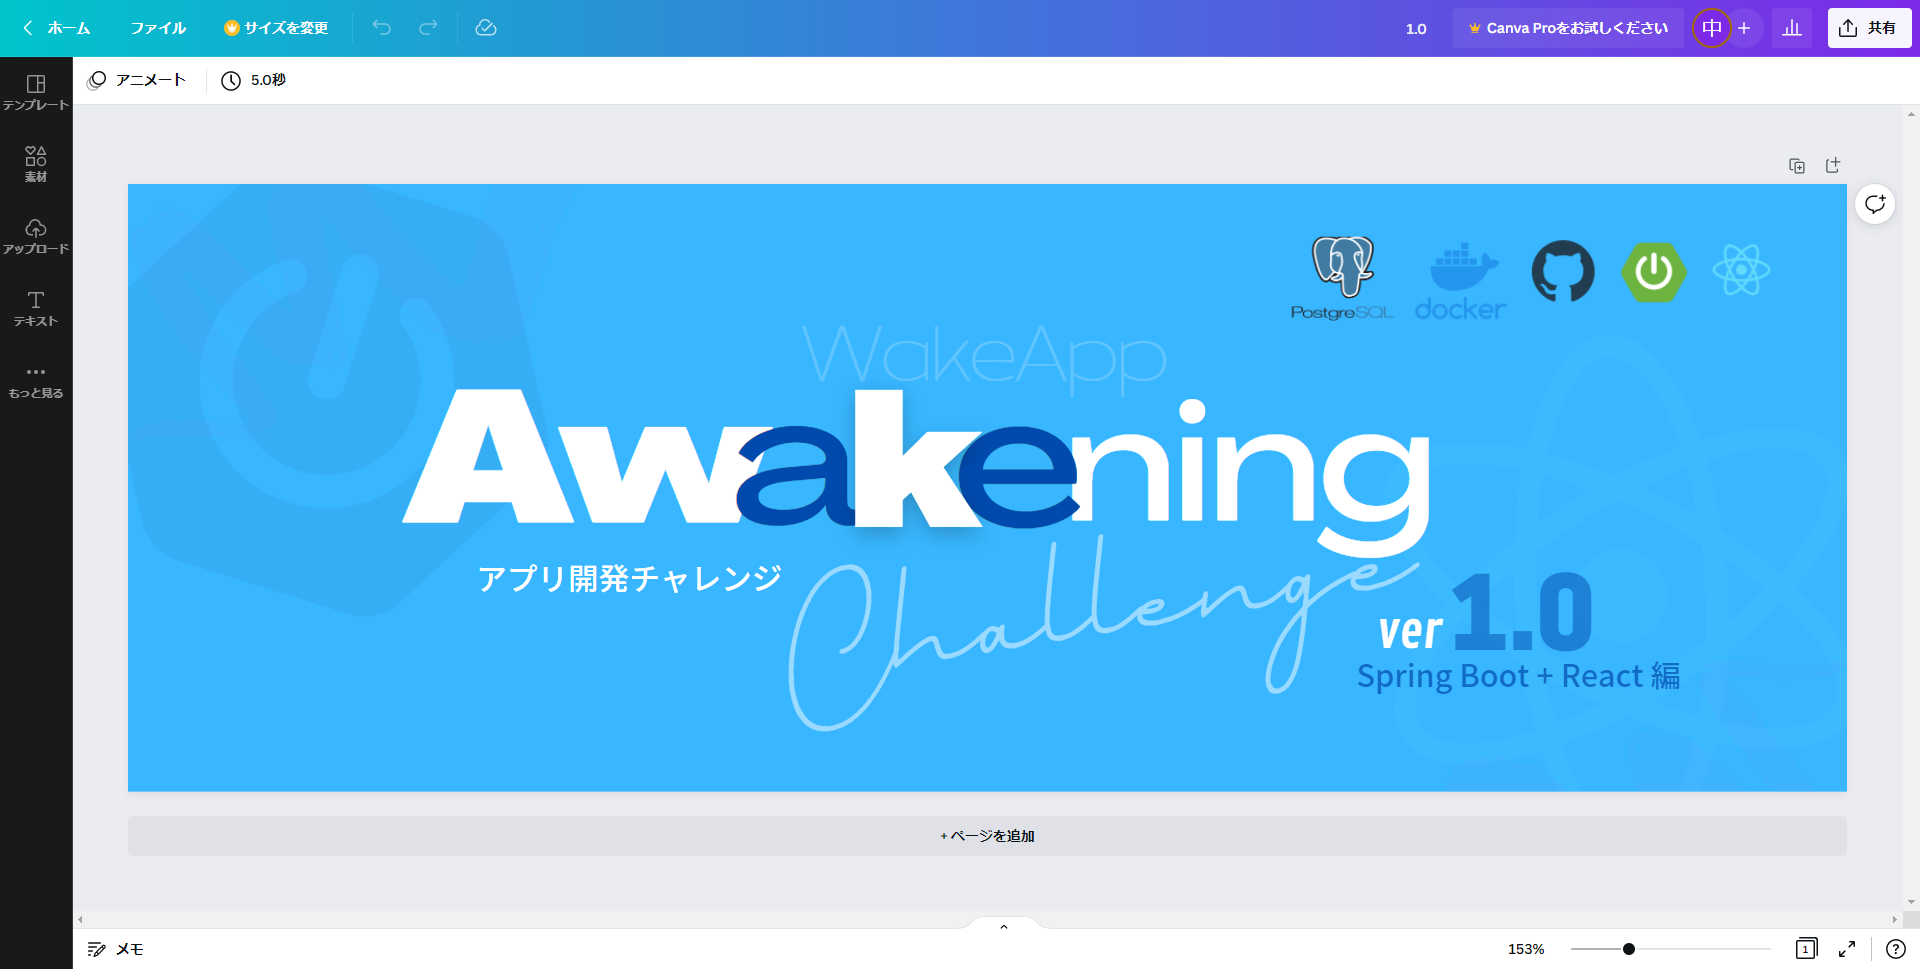 ホーム
ファイル
サイズを変更
1.0
Canva Proをお試しください
中
共有
アニメート
5.0秒
テンプレート
素材
アップロード
テキスト
もっと見る
PostgreSQL
docker
WakeApp
Awakening
アプリ開発チャレンジ
Challenge
ver 1.0
Spring Boot + React 編
+ ページを追加
メモ
153%
1
?